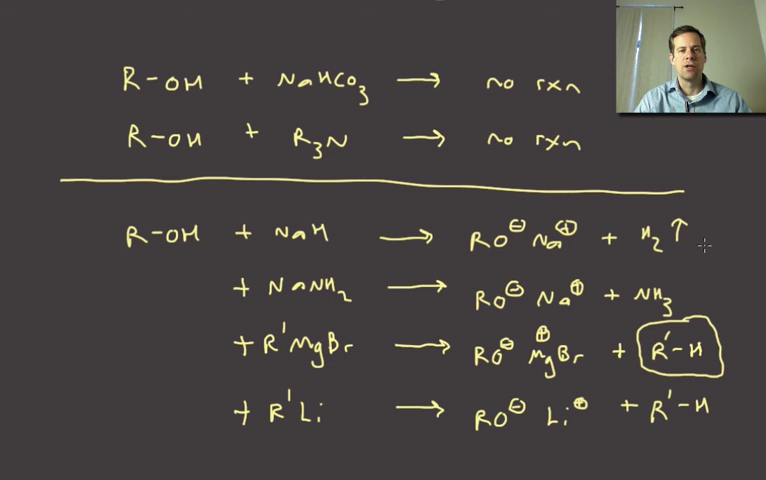 R-OH + NaHCO₃ → no rxn
R-OH + R₃N → no rxn
R-OH + NaH → RO⊖ Na⊕ + H₂↑
+ NaNH₂ → RO⊖ Na⊕ + NH₃
+ R'MgBr → RO⊖ ⊕MgBr + R'-H
+ R'Li → RO⊖ Li⊕ + R'-H